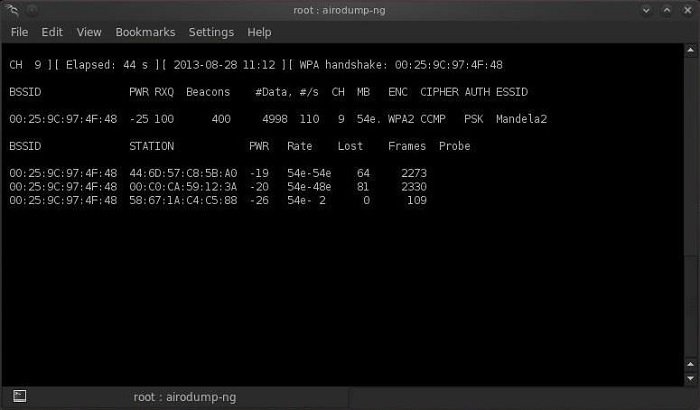 root : airodump-ng
File Edit View Bookmarks Settings Help
CH 9 ][ Elapsed: 44 s ][ 2013-08-28 11:12 ][ WPA handshake: 00:25:9C:97:4F:48
BSSID PWR RXQ Beacons #Data, #/s CH MB ENC CIPHER AUTH ESSID
00:25:9C:97:4F:48 -25 100 400 4998 110 9 54e. WPA2 CCMP PSK Mandela2
BSSID STATION PWR Rate Lost Frames Probe
00:25:9C:97:4F:48 44:6D:57:C8:5B:A0 -19 54e-54e 64 2273
00:25:9C:97:4F:48 00:C0:CA:59:12:3A -20 54e-48e 81 2330
00:25:9C:97:4F:48 58:67:1A:C4:C5:88 -26 54e- 2 0 109
root : airodump-ng